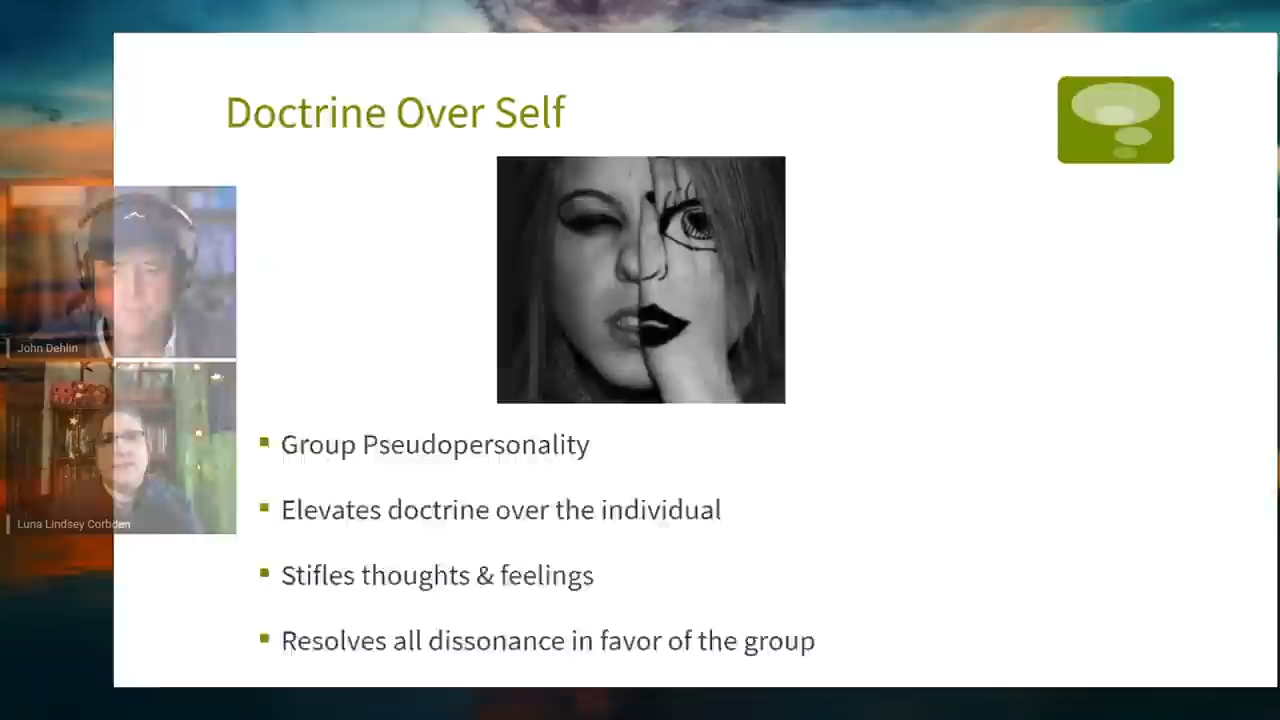 Doctrine Over Self
John Dehlin
Luna Lindsey Corbden
Group Pseudopersonality
Elevates doctrine over the individual
Stifles thoughts & feelings
Resolves all dissonance in favor of the group